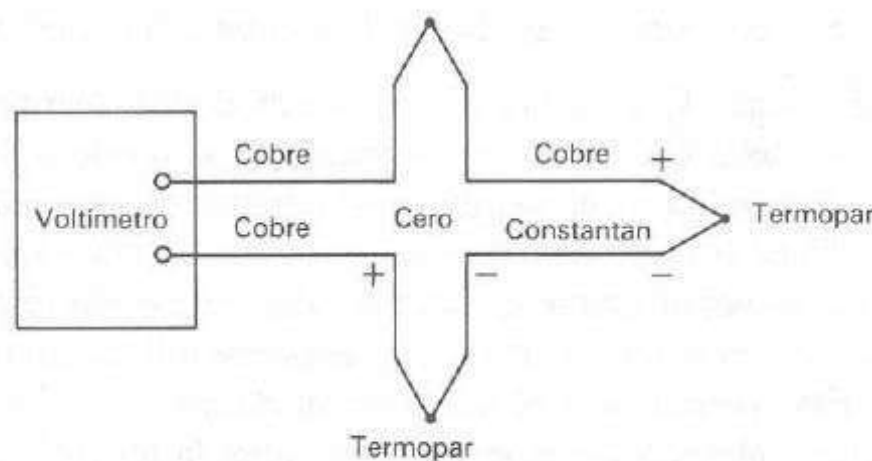 Cobre
Cobre
+
Voltímetro
Cero
Termopar
Cobre
Constantan
+
−
−
Termopar